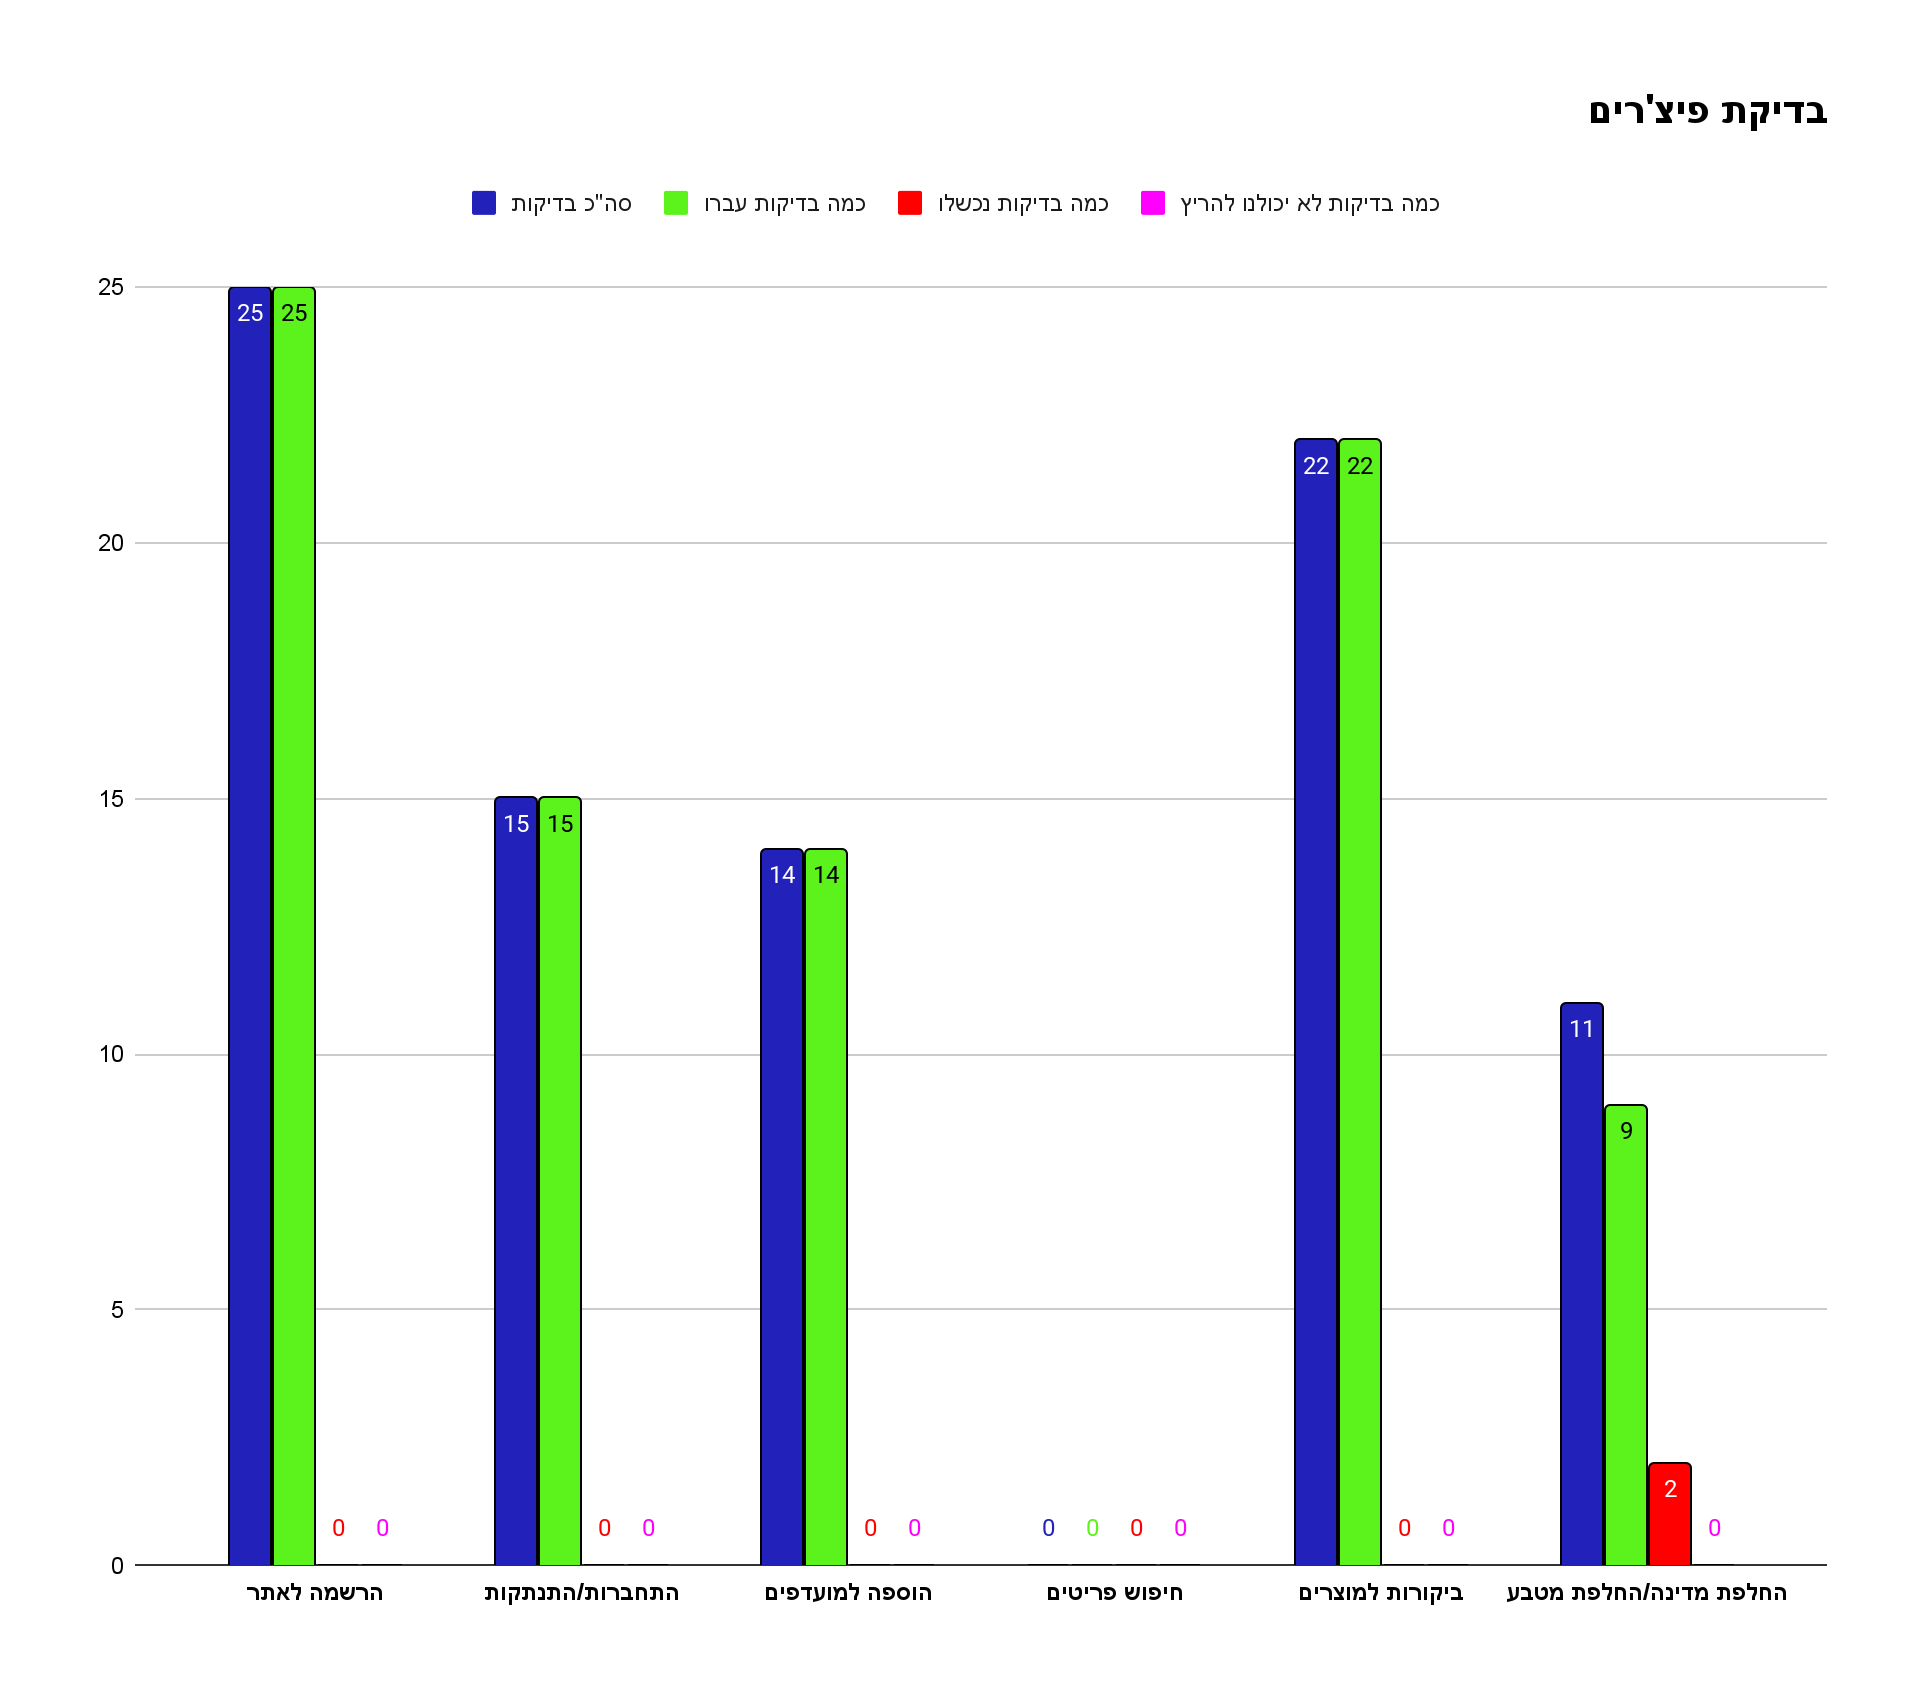 בדיקת פיצ'רים
סה"כ בדיקות כמה בדיקות עברו כמה בדיקות נכשלו כמה בדיקות לא יכולנו להריץ
25
20
15
10
5
0
25 25 0 0
15 15 0 0
14 14 0 0
0 0 0 0
22 22 0 0
11 9 2 0
הרשמה לאתר
התחברות/התנתקות
הוספה למועדפים
חיפוש פריטים
ביקורות למוצרים
החלפת מדינה/החלפת מטבע